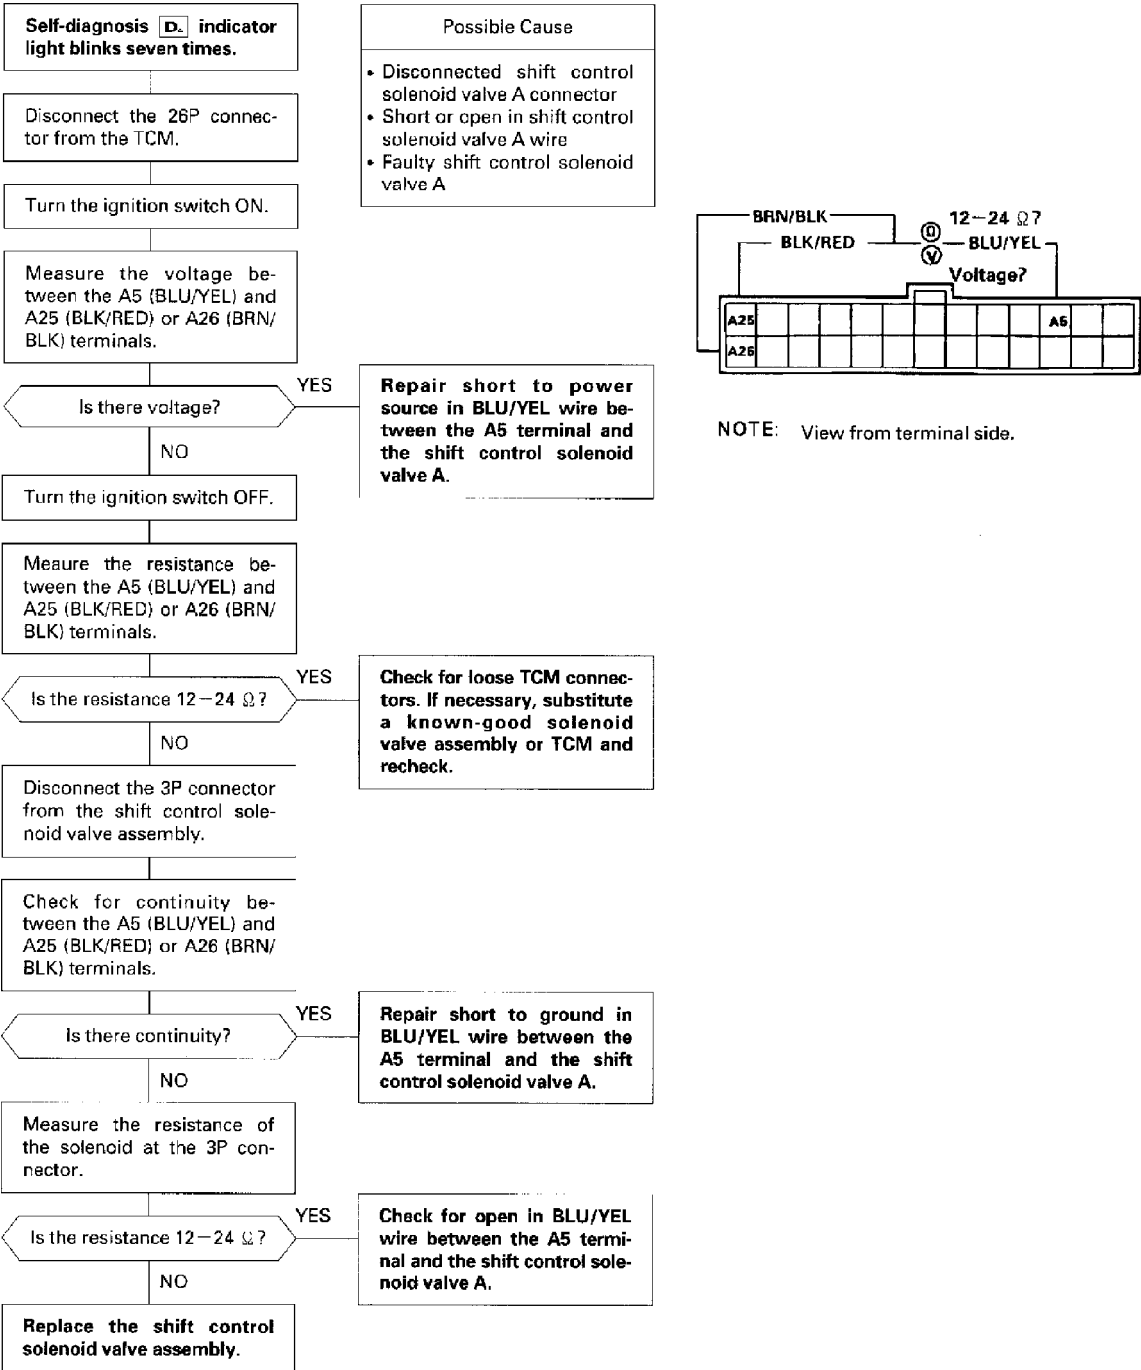 Self-diagnosis D₄ indicator
light blinks seven times.
Possible Cause
• Disconnected shift control
solenoid valve A connector
• Short or open in shift control
solenoid valve A wire
• Faulty shift control solenoid
valve A
Disconnect the 26P connec-
tor from the TCM.
Turn the ignition switch ON.
Measure the voltage be-
tween the A5 (BLU/YEL) and
A25 (BLK/RED) or A26 (BRN/
BLK) terminals.
BRN/BLK
12-24 Ω?
BLK/RED
Ω
V
BLU/YEL
Voltage?
A25
A5
A26
NOTE: View from terminal side.
Is there voltage?
YES
Repair short to power
source in BLU/YEL wire be-
tween the A5 terminal and
the shift control solenoid
valve A.
NO
Turn the ignition switch OFF.
Meaure the resistance be-
tween the A5 (BLU/YEL) and
A25 (BLK/RED) or A26 (BRN/
BLK) terminals.
Is the resistance 12-24 Ω?
YES
Check for loose TCM connec-
tors. If necessary, substitute
a known-good solenoid
valve assembly or TCM and
recheck.
NO
Disconnect the 3P connector
from the shift control sole-
noid valve assembly.
Check for continuity be-
tween the A5 (BLU/YEL) and
A25 (BLK/RED) or A26 (BRN/
BLK) terminals.
Is there continuity?
YES
Repair short to ground in
BLU/YEL wire between the
A5 terminal and the shift
control solenoid valve A.
NO
Measure the resistance of
the solenoid at the 3P con-
nector.
Is the resistance 12-24 Ω?
YES
Check for open in BLU/YEL
wire between the A5 termi-
nal and the shift control sole-
noid valve A.
NO
Replace the shift control
solenoid valve assembly.